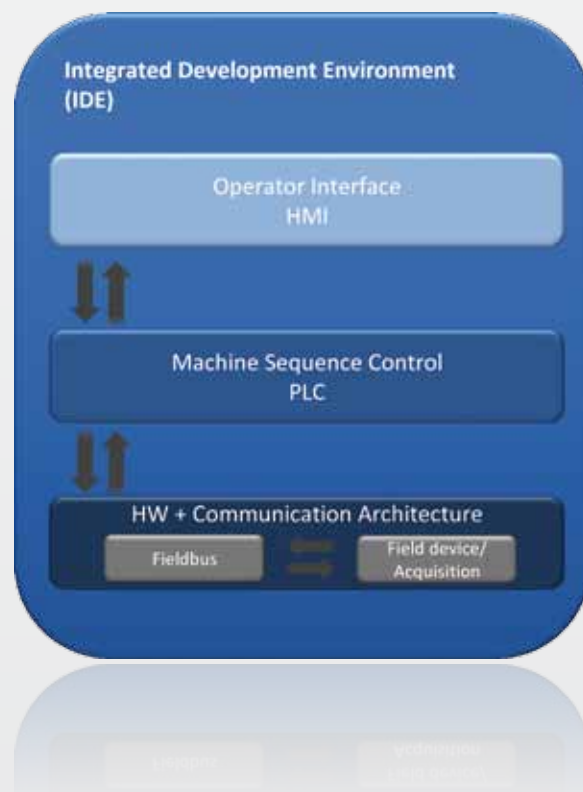 Integrated Development Environment
(IDE)
Operator Interface
HMI
Machine Sequence Control
PLC
HW + Communication Architecture
Fieldbus
Field device/
Acquisition